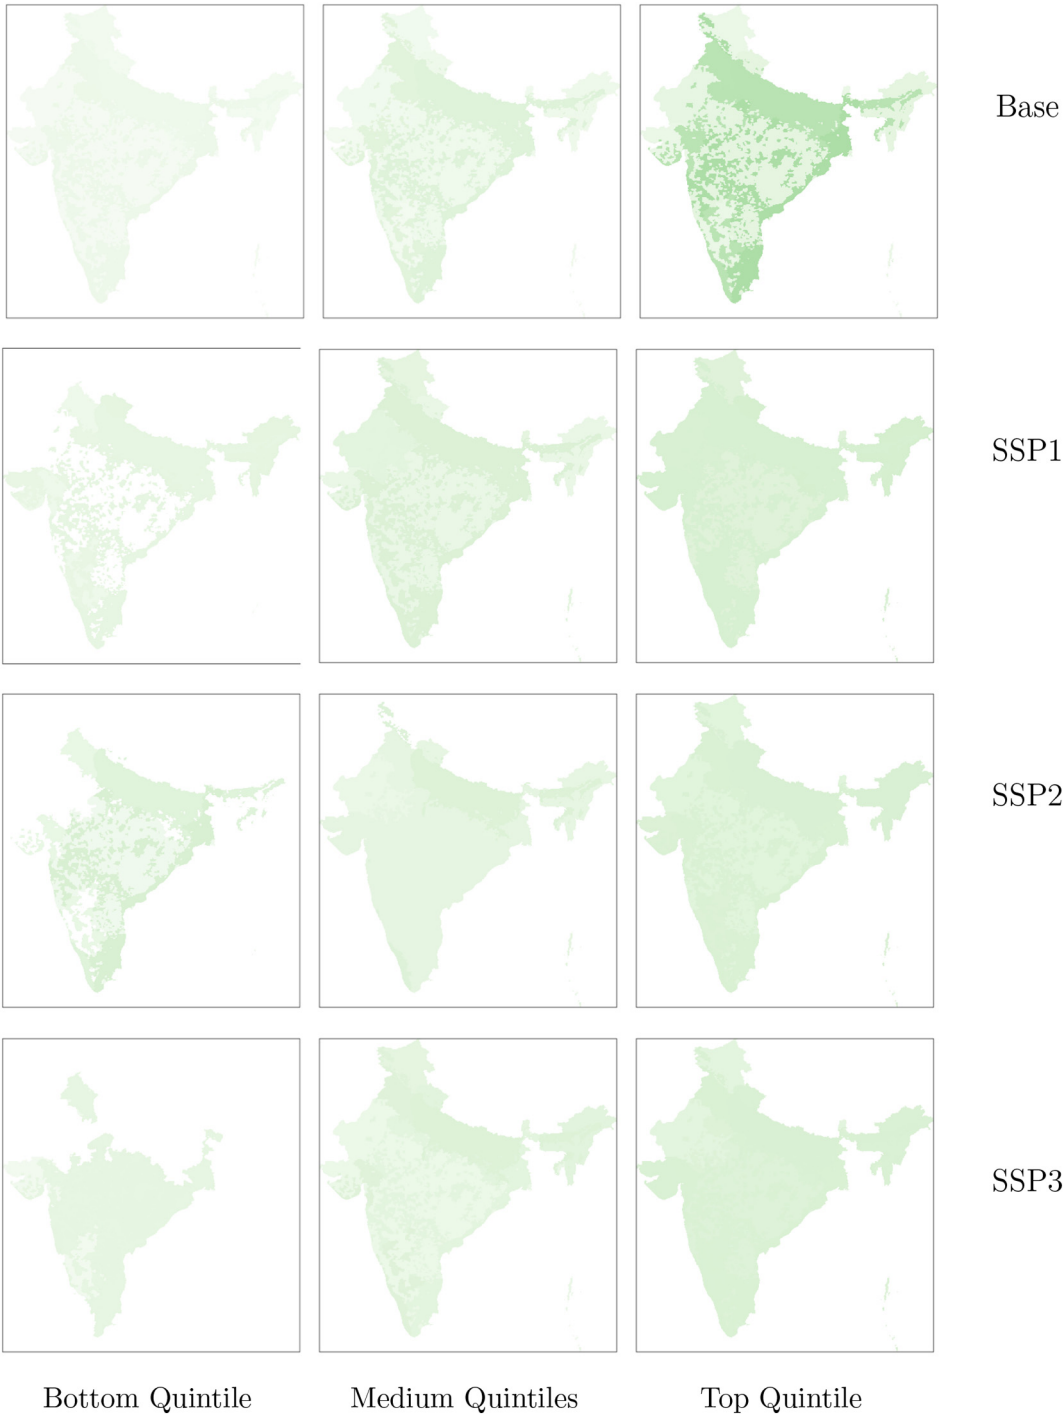 Base
SSP1
SSP2
SSP3
Bottom Quintile
Medium Quintiles
Top Quintile